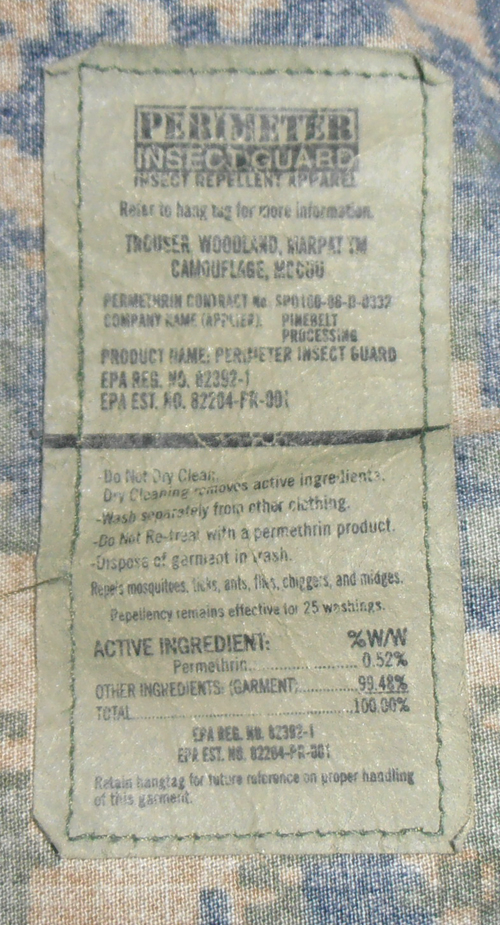 PERIMETER
INSECT GUARD
INSECT REPELLENT APPAREL
Refer to hang tag for more information.
TROUSER, WOODLAND, MARPAT TM
CAMOUFLAGE, MCCUU
PERMETHRIN CONTRACT No. SP0100-06-D-0337
COMPANY NAME (APPLIER). PINEBELT
PROCESSING
PRODUCT NAME: PERIMETER INSECT GUARD
EPA REG. NO. 82392-1
EPA EST. NO. 82264-PR-001
-Do Not Dry Clean.
Dry Cleaning removes active ingredients.
-Wash separately from other clothing.
-Do Not Re-treat with a permethrin product.
-Dispose of garment in trash.
Repels mosquitoes, ticks, ants, flies, chiggers, and midges.
Repellency remains effective for 25 washings.
ACTIVE INGREDIENT: %W/W
Permethrin............................ 0.52%
OTHER INGREDIENTS: (GARMENT)............99.48%
TOTAL............................................100.00%
EPA REG. NO. 82392-1
EPA EST. NO. 82264-PR-001
Retain hangtag for future reference on proper handling
of this garment.